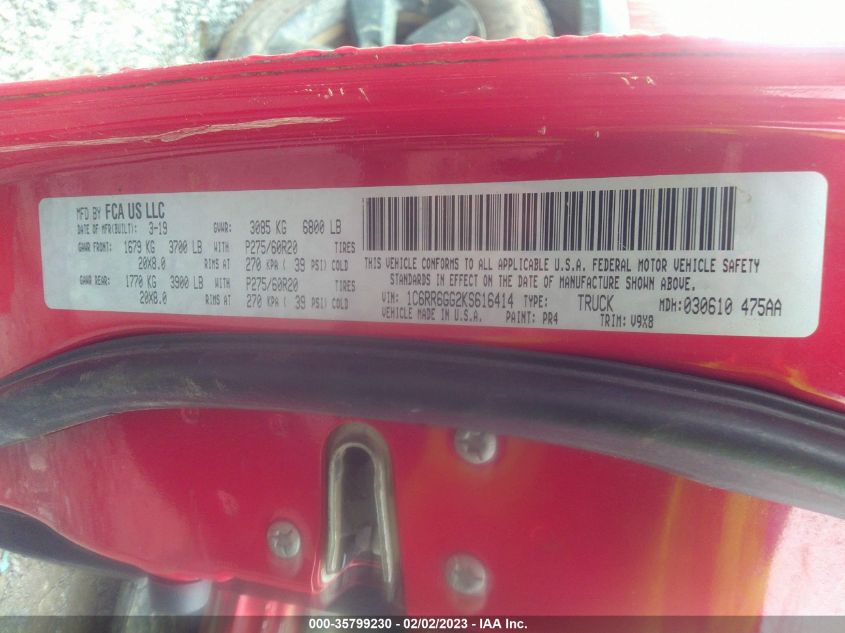 MFD BY FCA US LLC
DATE OF MFR(BUILT): 3-19 GVWR: 3085 KG 6800 LB
GAWR FRONT: 1679 KG 3700 LB WITH P275/60R20 TIRES
20X8.0 RIMS AT 270 KPA ( 39 PSI) COLD
GAWR REAR: 1770 KG 3900 LB WITH P275/60R20 TIRES
20X8.0 RIMS AT 270 KPA ( 39 PSI) COLD
THIS VEHICLE CONFORMS TO ALL APPLICABLE U.S.A. FEDERAL MOTOR VEHICLE SAFETY
STANDARDS IN EFFECT ON THE DATE OF MANUFACTURE SHOWN ABOVE.
VIN: 1C6RR6GG2KS616414 TYPE: TRUCK MDH: 030610 475AA
VEHICLE MADE IN U.S.A. PAINT: PR4 TRIM: V9X8
000-35799230 - 02/02/2023 - IAA Inc.